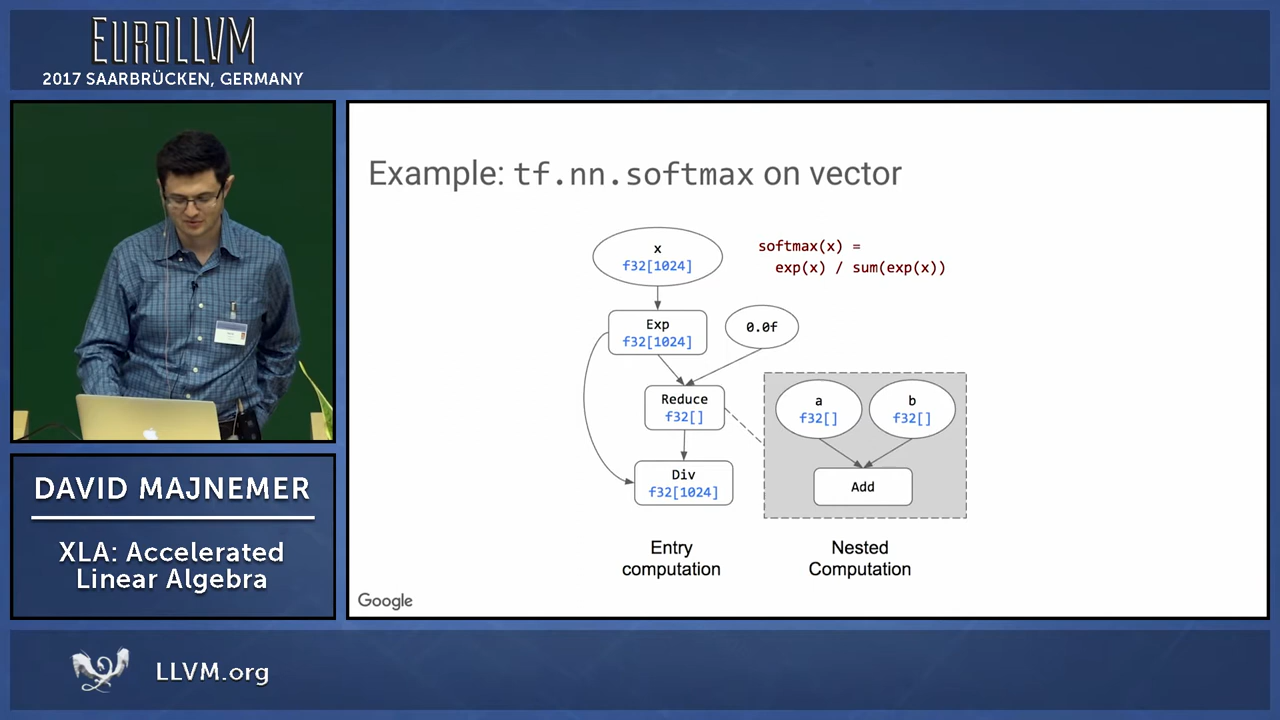 EUROLLVM
2017 SAARBRÜCKEN, GERMANY
DAVID MAJNEMER
XLA: Accelerated
Linear Algebra
LLVM.org
Example: tf.nn.softmax on vector
softmax(x) =
exp(x) / sum(exp(x))
x
f32[1024]
Exp
f32[1024]
0.0f
Reduce
f32[]
Div
f32[1024]
a
f32[]
b
f32[]
Add
Entry
computation
Nested
Computation
Google